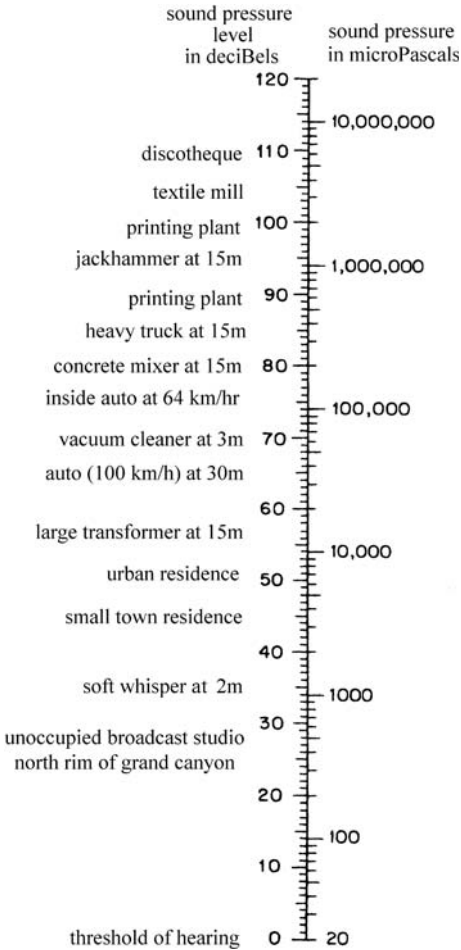 sound pressure
level
in deciBels
sound pressure
in microPascals
120
10,000,000
discotheque 110
textile mill
printing plant 100
jackhammer at 15m 1,000,000
printing plant 90
heavy truck at 15m
concrete mixer at 15m 80
inside auto at 64 km/hr
100,000
vacuum cleaner at 3m 70
auto (100 km/h) at 30m
60
large transformer at 15m
10,000
urban residence 50
small town residence
40
soft whisper at 2m 1000
30
unoccupied broadcast studio
north rim of grand canyon
20
100
10
threshold of hearing 0 20